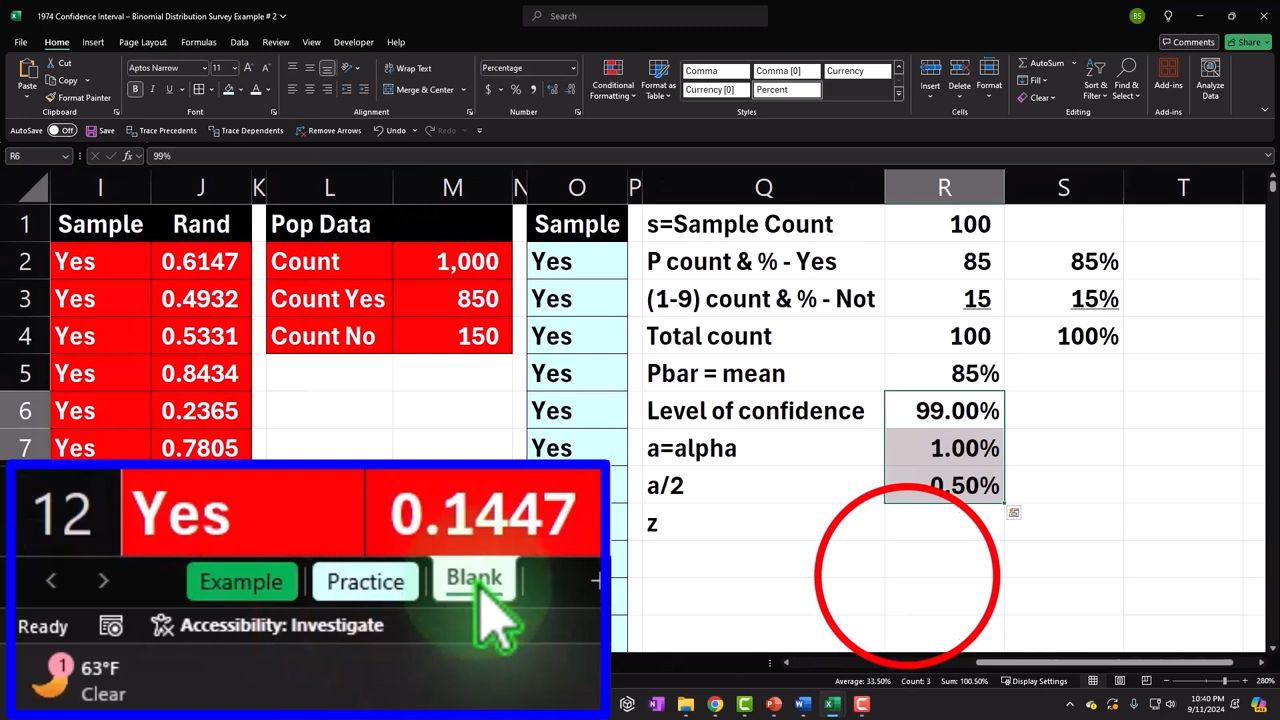 1974 Confidence Interval – Binomial Distribution Survey Example # 2
Search
BS
File Home Insert Page Layout Formulas Data Review View Developer Help
Comments Share
Paste Cut Copy Format Painter Clipboard
Aptos Narrow 11 Font
Wrap Text Merge & Center Alignment
Percentage Number
Conditional Formatting Format as Table
Comma Comma [0] Currency
Currency [0] Percent
Styles
Insert Delete Format Cells
AutoSum Fill Clear Sort & Filter Find & Select Editing
Add-ins Add-ins
Analyze Data
AutoSave Off Save Trace Precedents Trace Dependents Remove Arrows Undo Redo
R6 fx 99%
I J K L M N O P Q R S T
1 Sample Rand Pop Data Sample s=Sample Count 100
2 Yes 0.6147 Count 1,000 Yes P count & % - Yes 85 85%
3 Yes 0.4932 Count Yes 850 Yes (1-9) count & % - Not 15 15%
4 Yes 0.5331 Count No 150 Yes Total count 100 100%
5 Yes 0.8434 Yes Pbar = mean 85%
6 Yes 0.2365 Yes Level of confidence 99.00%
7 Yes 0.7805 Yes a=alpha 1.00%
a/2 0.50%
z
12 Yes 0.1447
Example Practice Blank +
Ready Accessibility: Investigate
1 63°F
Clear
Average: 33.50% Count: 3 Sum: 100.50% Display Settings 280%
10:40 PM
9/11/2024